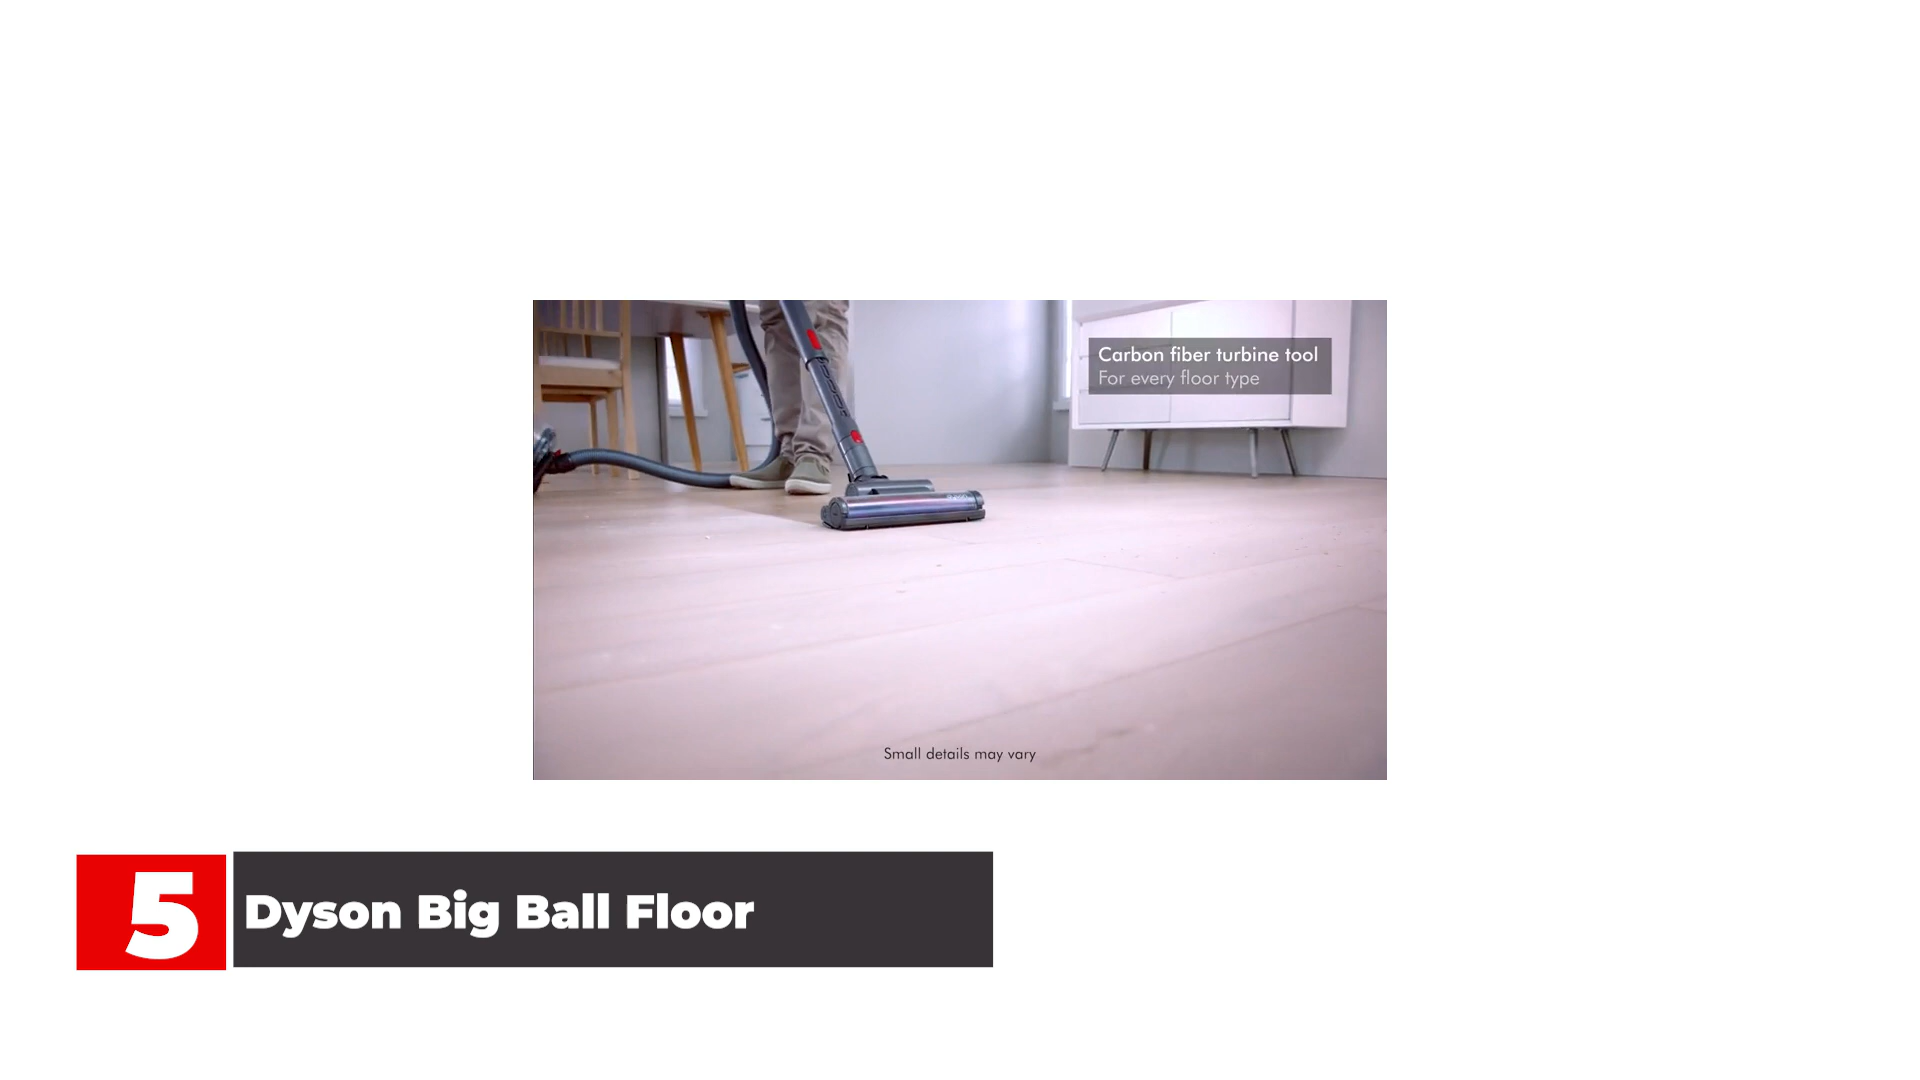 Carbon fiber turbine tool
For every floor type
Small details may vary
5 Dyson Big Ball Floor